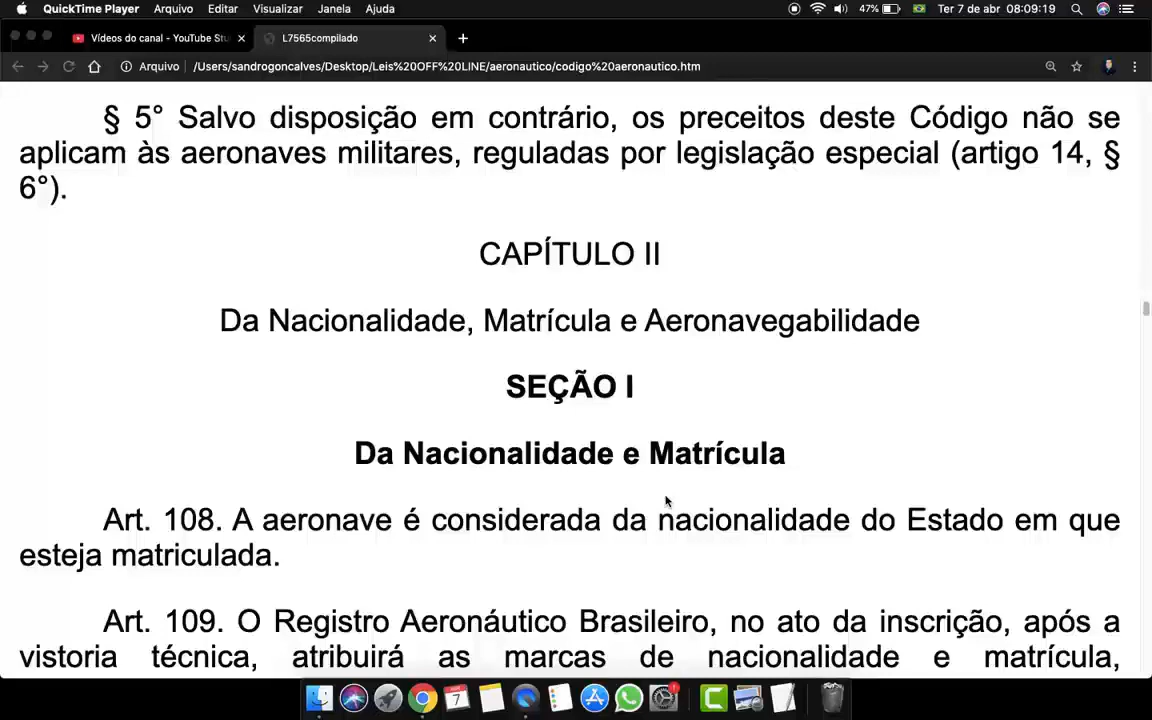 QuickTime Player Arquivo Editar Visualizar Janela Ajuda 47% Ter 7 de abr 08:09:19
Vídeos do canal - YouTube Stu
L7565compilado
Arquivo /Users/sandrogoncalves/Desktop/Leis%20OFF%20LINE/aeronautico/codigo%20aeronautico.htm
§ 5° Salvo disposição em contrário, os preceitos deste Código não se
aplicam às aeronaves militares, reguladas por legislação especial (artigo 14, §
6°).
CAPÍTULO II
Da Nacionalidade, Matrícula e Aeronavegabilidade
SEÇÃO I
Da Nacionalidade e Matrícula
Art. 108. A aeronave é considerada da nacionalidade do Estado em que
esteja matriculada.
Art. 109. O Registro Aeronáutico Brasileiro, no ato da inscrição, após a
vistoria técnica, atribuirá as marcas de nacionalidade e matrícula,
7